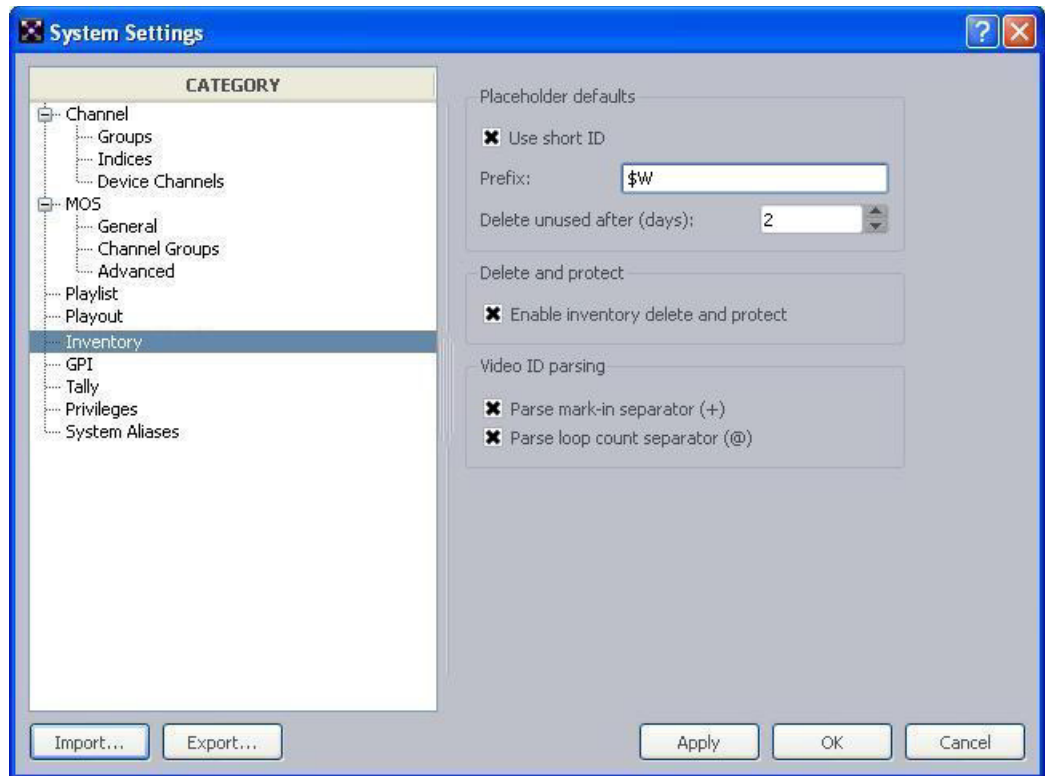 System Settings
CATEGORY
Channel
Groups
Indices
Device Channels
MOS
General
Channel Groups
Advanced
Playlist
Playout
Inventory
GPI
Tally
Privileges
System Aliases
Placeholder defaults
Use short ID
Prefix: $W
Delete unused after (days): 2
Delete and protect
Enable inventory delete and protect
Video ID parsing
Parse mark-in separator (+)
Parse loop count separator (@)
Import... Export... Apply OK Cancel